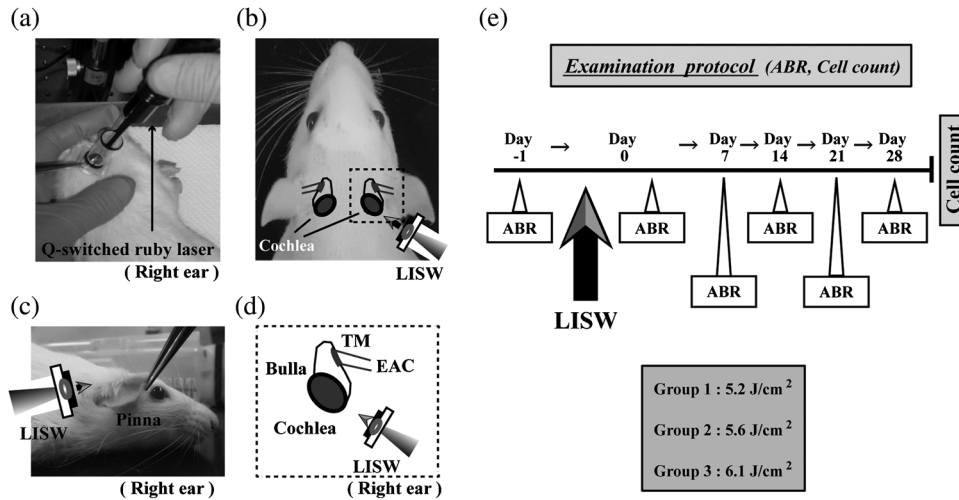 (a)
Q-switched ruby laser
( Right ear)
(b)
Cochlea
LISW
( Right ear)
(c)
Pinna
LISW
( Right ear)
(d)
TM
EAC
Bulla
Cochlea
LISW
( Right ear)
(e)
Examination protocol (ABR, Cell count)
Day -1 → Day 0 → Day 7 → Day 14 → Day 21 → Day 28
ABR
ABR
ABR
ABR
ABR
ABR
LISW
Cell count
Group 1 : 5.2 J/cm²
Group 2 : 5.6 J/cm²
Group 3 : 6.1 J/cm²